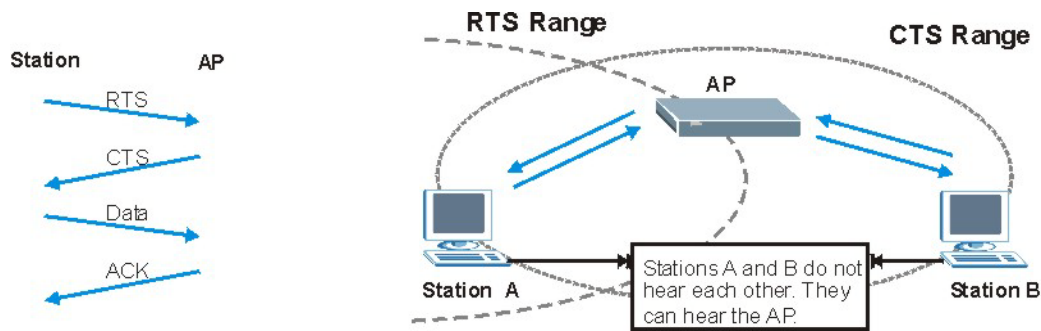 Station AP
RTS
CTS
Data
ACK
RTS Range
CTS Range
AP
Station A
Station B
Stations A and B do not
hear each other. They
can hear the AP.